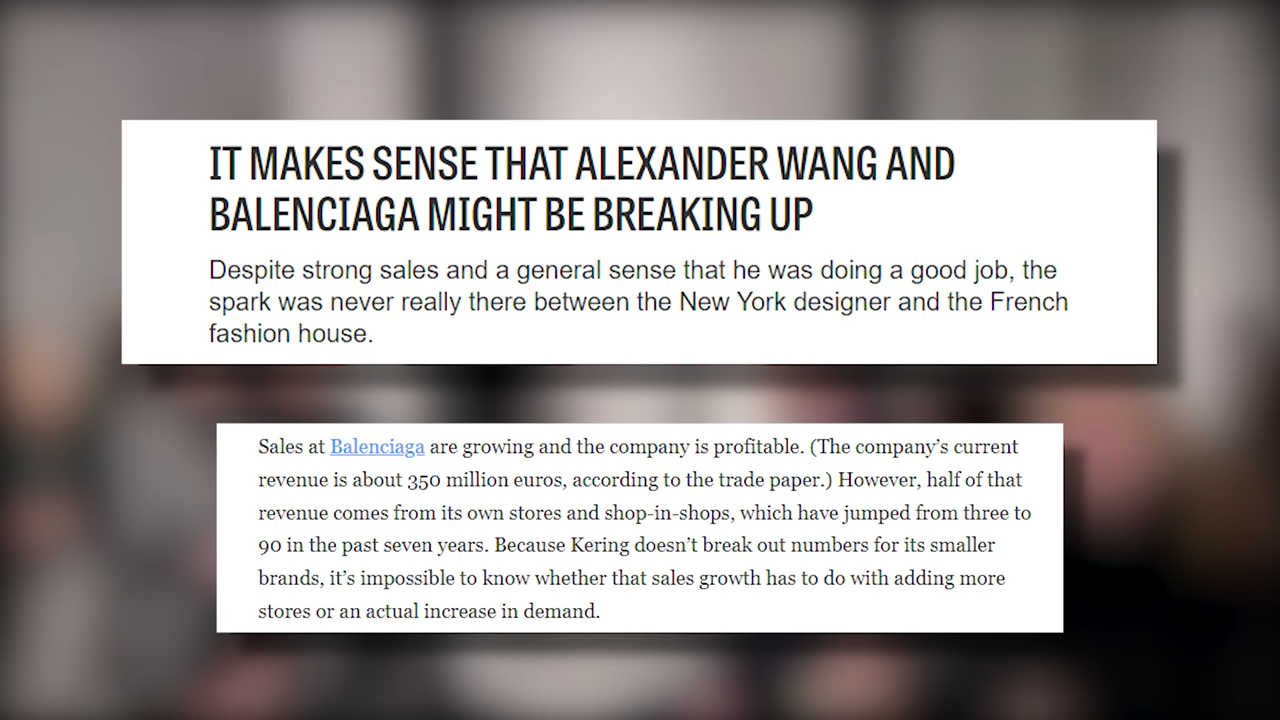 IT MAKES SENSE THAT ALEXANDER WANG AND
BALENCIAGA MIGHT BE BREAKING UP
Despite strong sales and a general sense that he was doing a good job, the
spark was never really there between the New York designer and the French
fashion house.
Sales at Balenciaga are growing and the company is profitable. (The company’s current
revenue is about 350 million euros, according to the trade paper.) However, half of that
revenue comes from its own stores and shop-in-shops, which have jumped from three to
90 in the past seven years. Because Kering doesn’t break out numbers for its smaller
brands, it’s impossible to know whether that sales growth has to do with adding more
stores or an actual increase in demand.